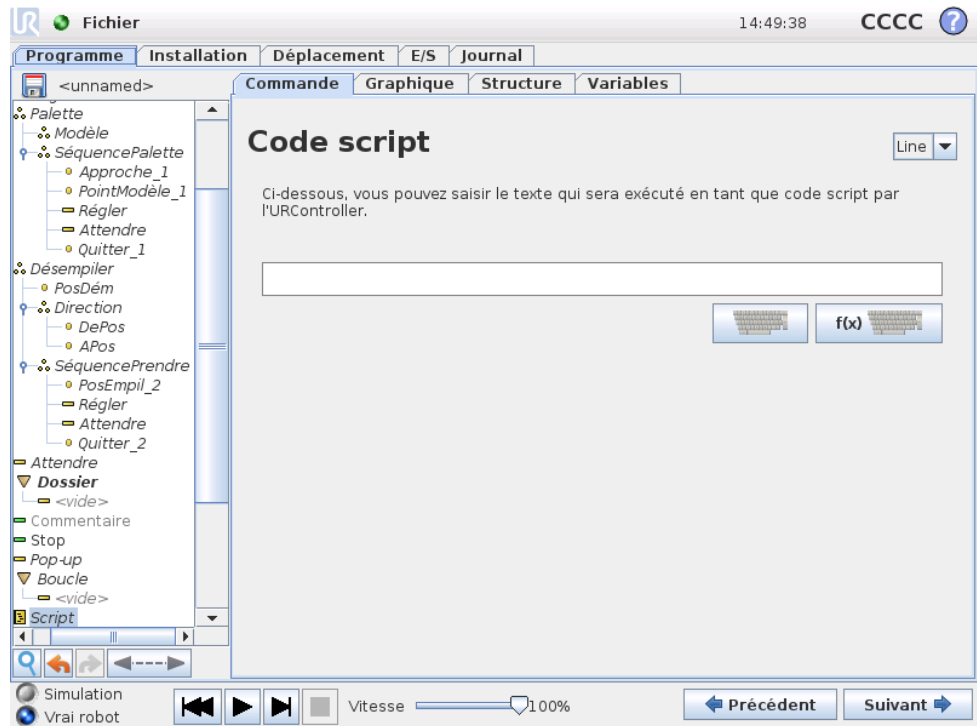 UR
Fichier
14:49:38
CCCC
?
Programme
Installation
Déplacement
E/S
Journal
<unnamed>
Commande
Graphique
Structure
Variables
Palette
Modèle
SéquencePalette
Approche_1
PointModèle_1
Régler
Attendre
Quitter_1
Désempiler
PosDém
Direction
DePos
APos
SéquencePrendre
PosEmpil_2
Régler
Attendre
Quitter_2
Attendre
Dossier
<vide>
Commentaire
Stop
Pop-up
Boucle
<vide>
Script
Code script
Line
Ci-dessous, vous pouvez saisir le texte qui sera exécuté en tant que code script par
l'URController.
f(x)
Simulation
Vrai robot
Vitesse
100%
Précédent
Suivant